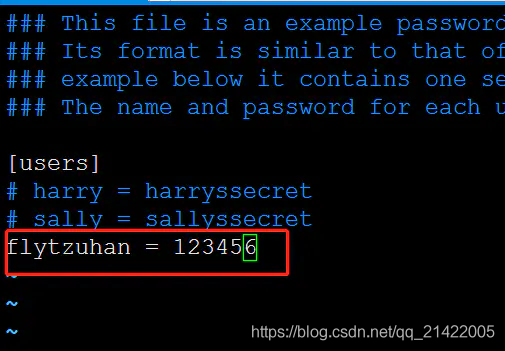 ### This file is an example password
### Its format is similar to that of
### example below it contains one se
### The name and password for each u
[users]
# harry = harryssecret
# sally = sallyssecret
flytzuhan = 123456
~
~
~
https://blog.csdn.net/qq_21422005